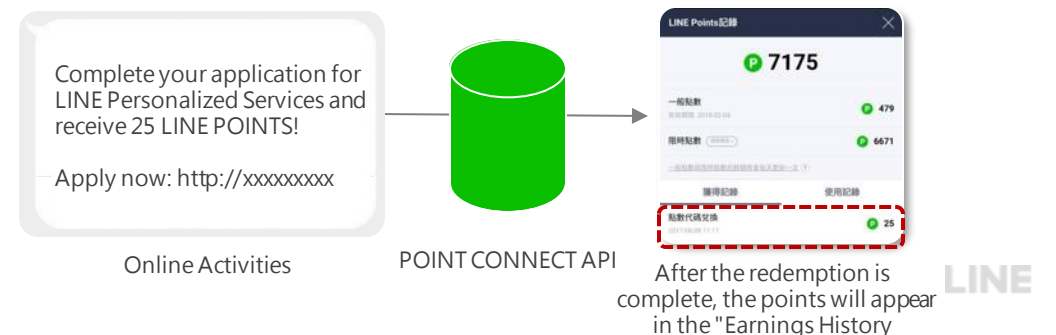 Complete your application for
LINE Personalized Services and
receive 25 LINE POINTS!
Apply now: http://xxxxxxxxx
Online Activities
POINT CONNECT API
LINE Points記錄
P 7175
一般點數
P 479
限時點數
P 6671
獲得記錄
使用記錄
點數代碼兌換
P 25
After the redemption is
complete, the points will appear
in the "Earnings History
LINE